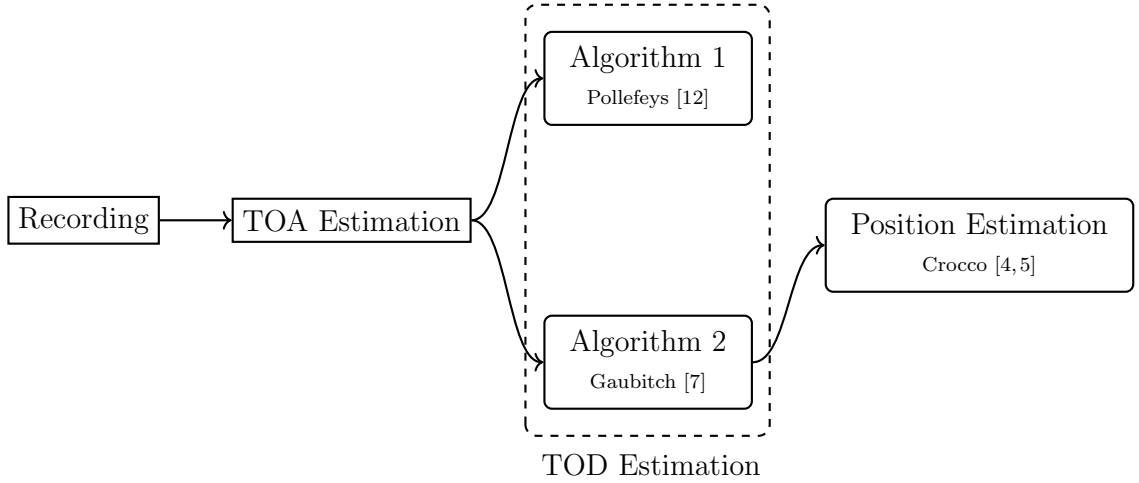 Recording
TOA Estimation
Algorithm 1
Pollefeys [12]
Algorithm 2
Gaubitch [7]
TOD Estimation
Position Estimation
Crocco [4,5]